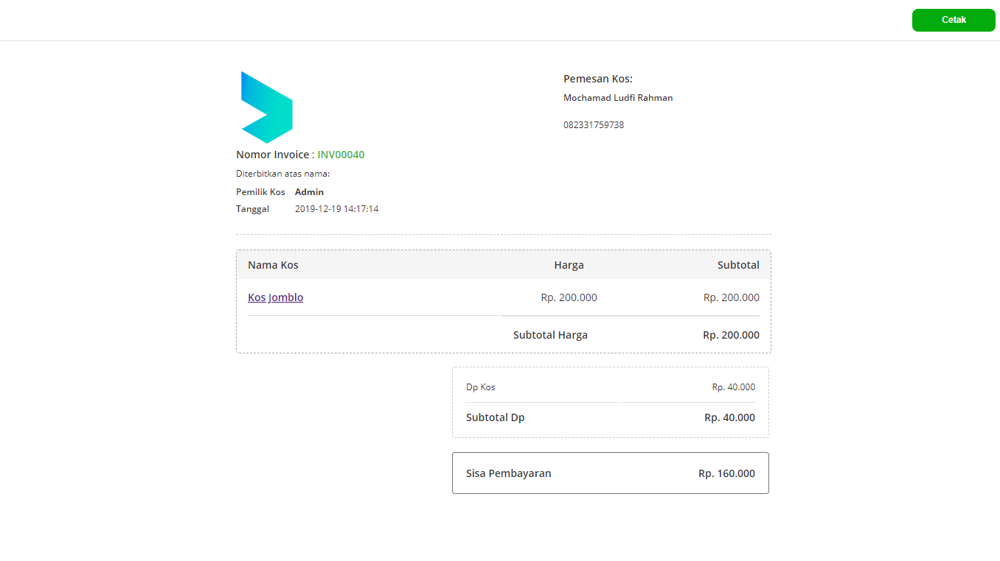 Cetak
Pemesan Kos:
Mochamad Ludfi Rahman
082331759738
Nomor Invoice : INV00040
Diterbitkan atas nama:
Pemilik Kos Admin
Tanggal 2019-12-19 14:17:14
Nama Kos Harga Subtotal
Kos Jomblo Rp. 200.000 Rp. 200.000
Subtotal Harga Rp. 200.000
Dp Kos Rp. 40.000
Subtotal Dp Rp. 40.000
Sisa Pembayaran Rp. 160.000